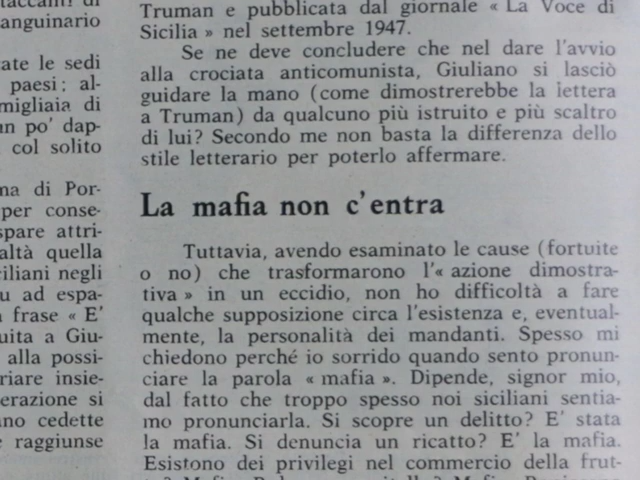 taccam! di
anguinario
ate le sedi
paesi: al-
migliaia di
un po' dap-
col solito
ma di Por-
per conse-
spare attri-
altà quella
ciliani negli
u ad espa-
frase « E'
uita a Giu-
alla possi-
riare insie-
erazione si
ano cedette
e raggiunse
Truman e pubblicata dal giornale « La Voce di
Sicilia » nel settembre 1947.
Se ne deve concludere che nel dare l'avvio
alla crociata anticomunista, Giuliano si lasciò
guidare la mano (come dimostrerebbe la lettera
a Truman) da qualcuno più istruito e più scaltro
di lui? Secondo me non basta la differenza dello
stile letterario per poterlo affermare.
La mafia non c'entra
Tuttavia, avendo esaminato le cause (fortuite
o no) che trasformarono l'« azione dimostra-
tiva » in un eccidio, non ho difficoltà a fare
qualche supposizione circa l'esistenza e, eventual-
mente, la personalità dei mandanti. Spesso mi
chiedono perché io sorrido quando sento pronun-
ciare la parola « mafia ». Dipende, signor mio,
dal fatto che troppo spesso noi siciliani sentia-
mo pronunciarla. Si scopre un delitto? E' stata
la mafia. Si denuncia un ricatto? E' la mafia.
Esistono dei privilegi nel commercio della frut-